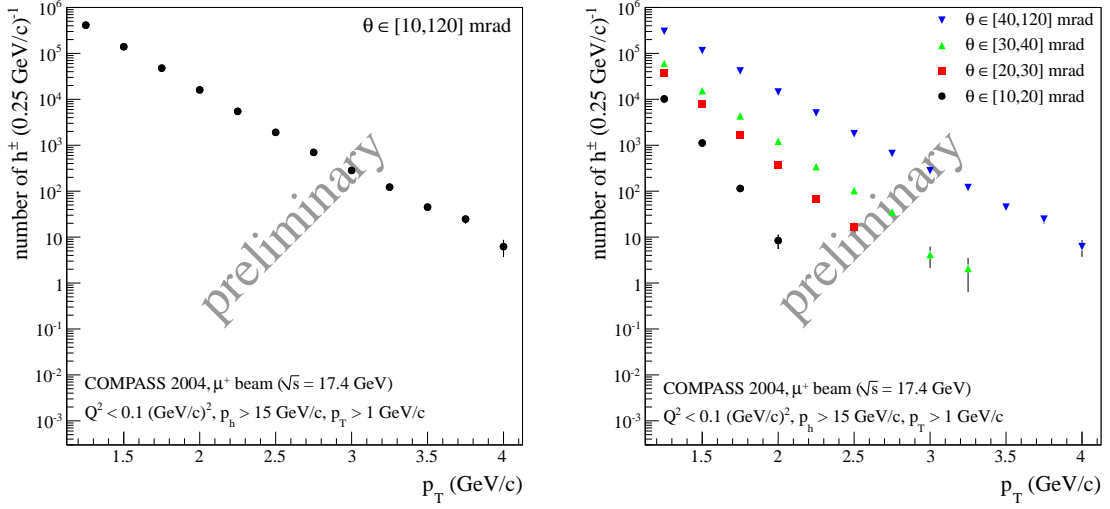 number of h± (0.25 GeV/c)⁻¹
10⁶
10⁵
10⁴
10³
10²
10
1
10⁻¹
10⁻²
10⁻³
θ ∈ [10,120] mrad
preliminary
COMPASS 2004, μ⁺ beam (√s = 17.4 GeV)
Q² < 0.1 (GeV/c)², p_h > 15 GeV/c, p_T > 1 GeV/c
1.5 2 2.5 3 3.5 4
p_T (GeV/c)
number of h± (0.25 GeV/c)⁻¹
10⁶
10⁵
10⁴
10³
10²
10
1
10⁻¹
10⁻²
10⁻³
θ ∈ [40,120] mrad
θ ∈ [30,40] mrad
θ ∈ [20,30] mrad
θ ∈ [10,20] mrad
preliminary
COMPASS 2004, μ⁺ beam (√s = 17.4 GeV)
Q² < 0.1 (GeV/c)², p_h > 15 GeV/c, p_T > 1 GeV/c
1.5 2 2.5 3 3.5 4
p_T (GeV/c)